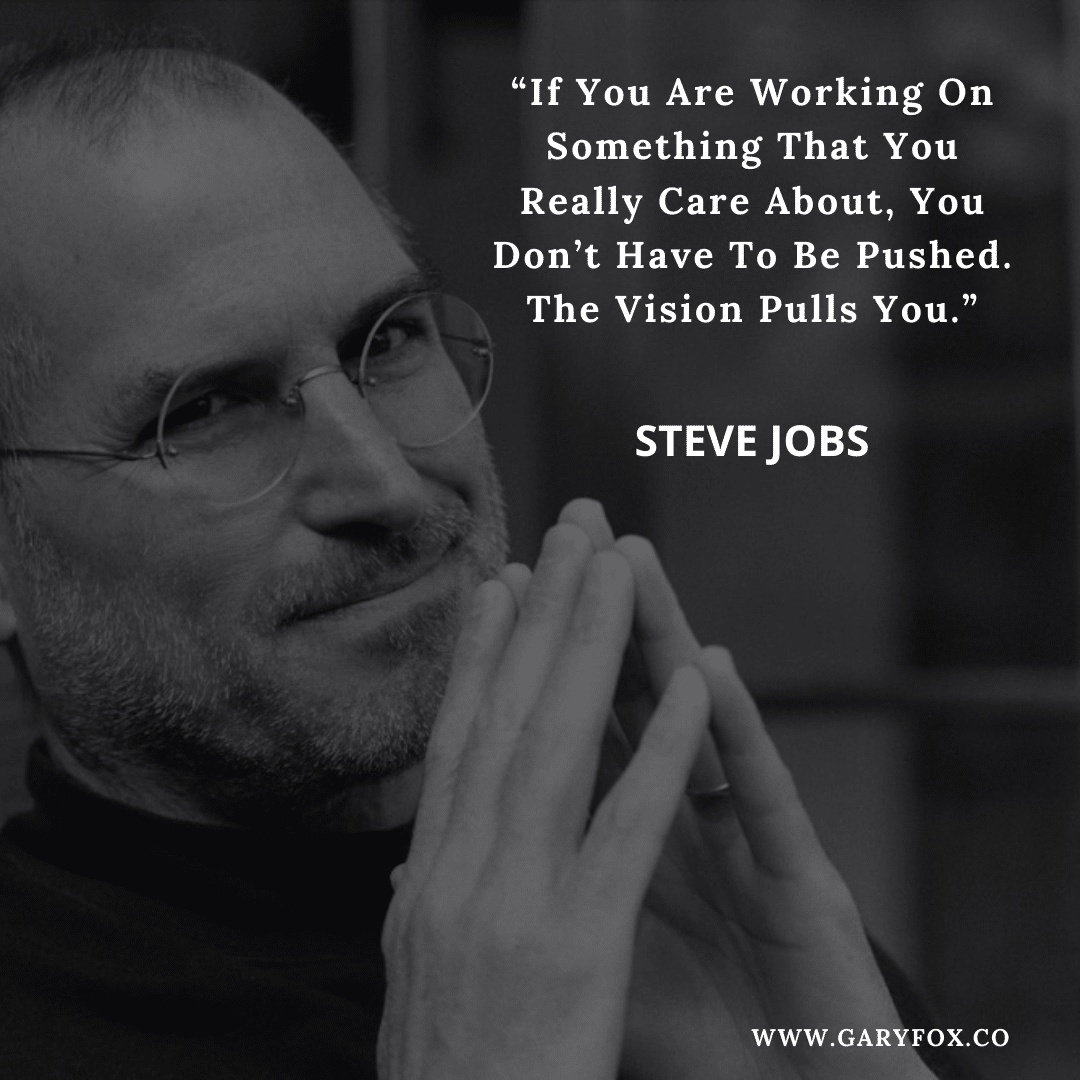 “If You Are Working On
Something That You
Really Care About, You
Don’t Have To Be Pushed.
The Vision Pulls You.”
STEVE JOBS
WWW.GARYFOX.CO